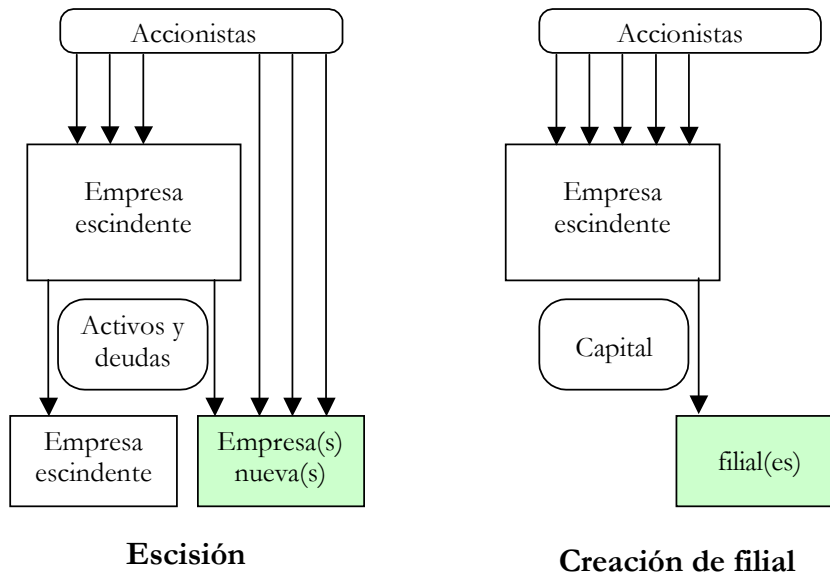 Accionistas
Empresa
escindente
Activos y
deudas
Empresa
escindente
Empresa(s)
nueva(s)
Escisión
Accionistas
Empresa
escindente
Capital
filial(es)
Creación de filial